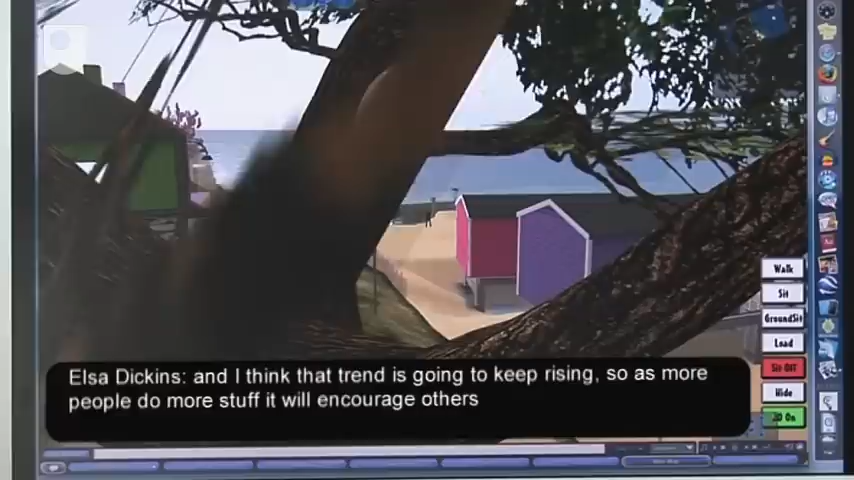 Walk
Sit
GroundSit
Load
Sit Off
Hide
AO On
Elsa Dickins: and I think that trend is going to keep rising, so as more
people do more stuff it will encourage others